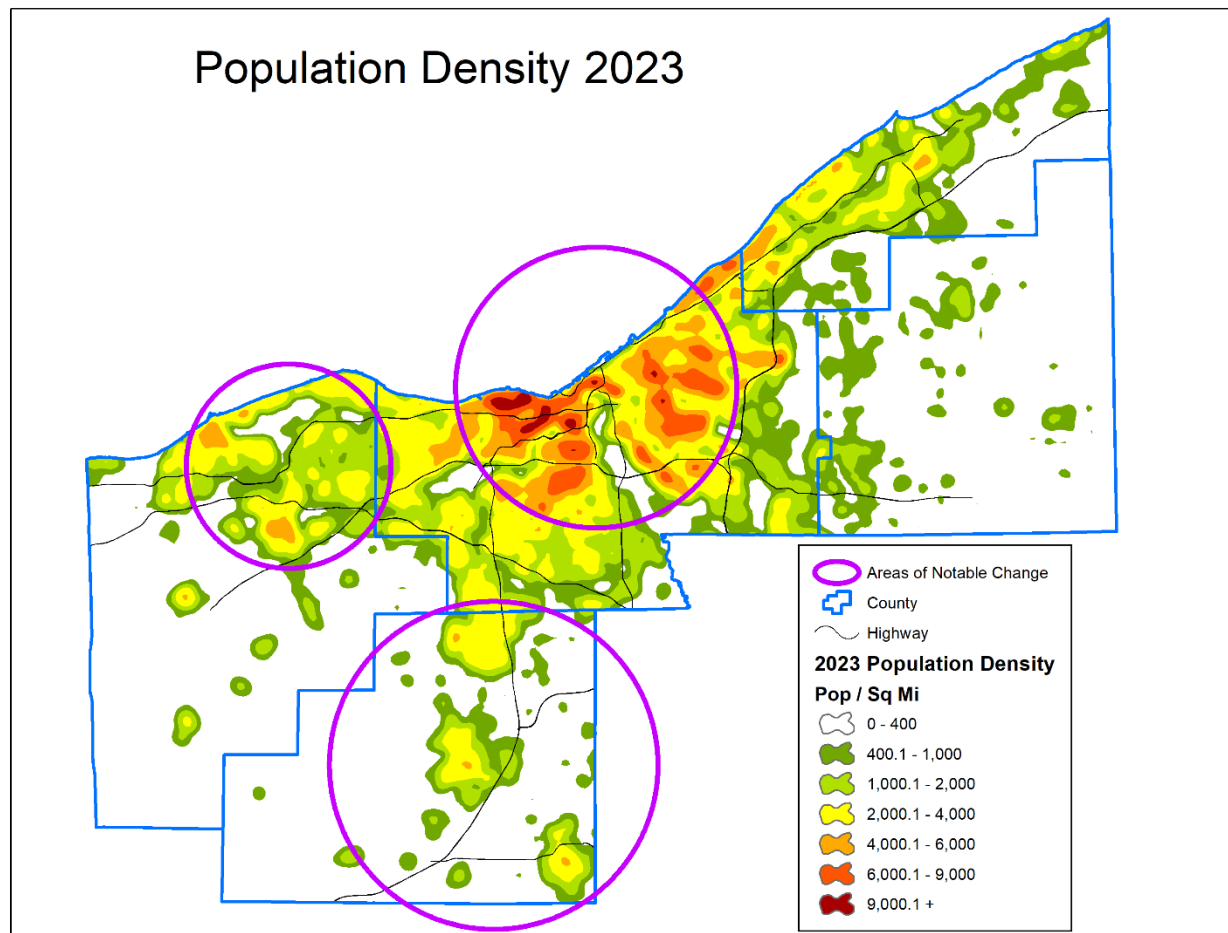 Population Density 2023
Areas of Notable Change
County
Highway
2023 Population Density
Pop / Sq Mi
0 - 400
400.1 - 1,000
1,000.1 - 2,000
2,000.1 - 4,000
4,000.1 - 6,000
6,000.1 - 9,000
9,000.1 +